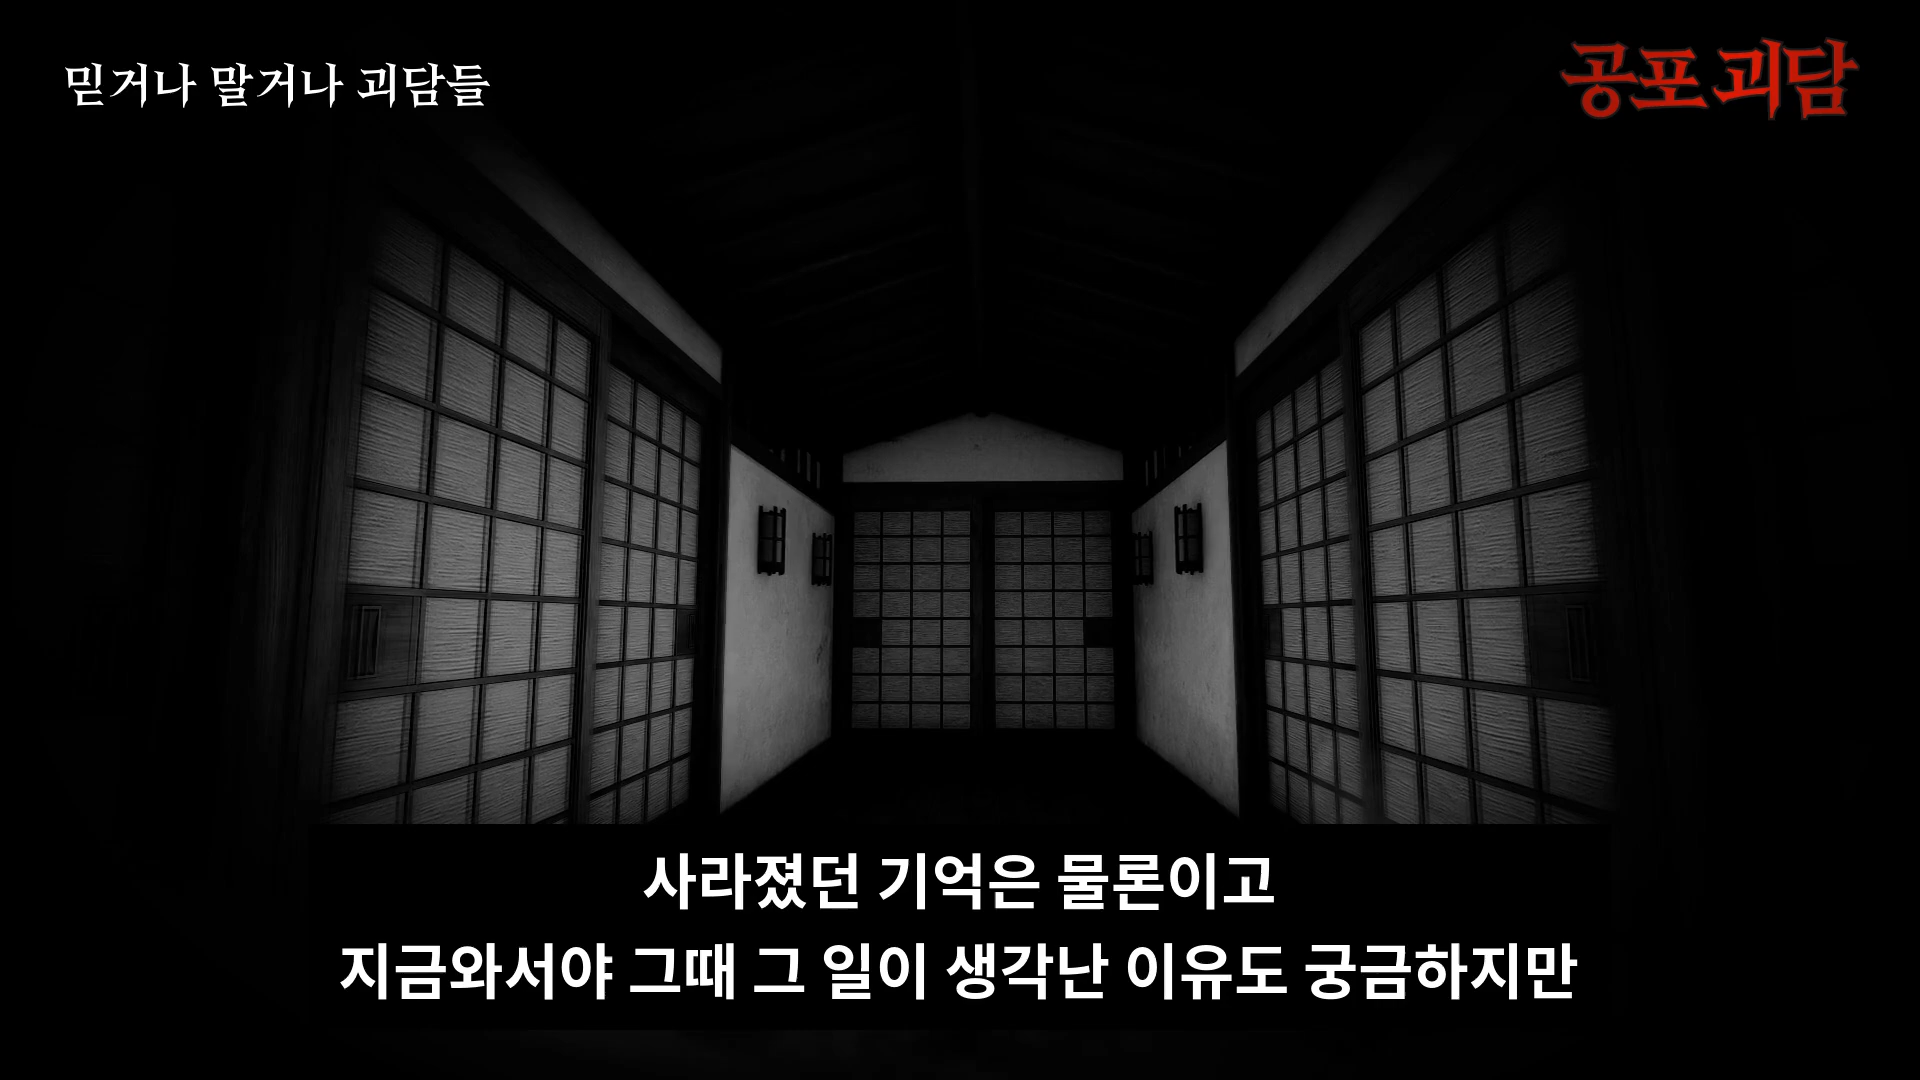 믿거나 말거나 괴담들
공포 괴담
사라졌던 기억은 물론이고
지금와서야 그때 그 일이 생각난 이유도 궁금하지만